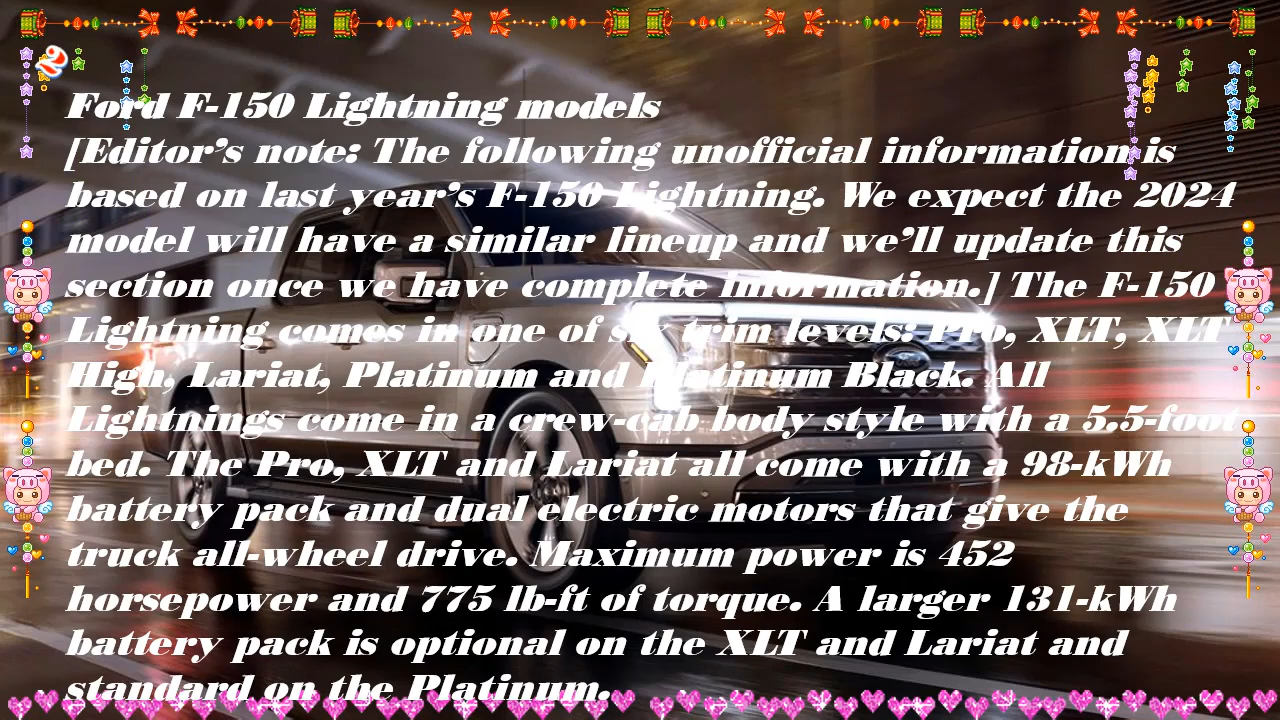 2
Ford F-150 Lightning models
[Editor’s note: The following unofficial information is
based on last year’s F-150 Lightning. We expect the 2024
model will have a similar lineup and we’ll update this
section once we have complete information.] The F-150
Lightning comes in one of six trim levels: Pro, XLT, XLT
High, Lariat, Platinum and Platinum Black. All
Lightnings come in a crew-cab body style with a 5.5-foot
bed. The Pro, XLT and Lariat all come with a 98-kWh
battery pack and dual electric motors that give the
truck all-wheel drive. Maximum power is 452
horsepower and 775 lb-ft of torque. A larger 131-kWh
battery pack is optional on the XLT and Lariat and
standard on the Platinum.